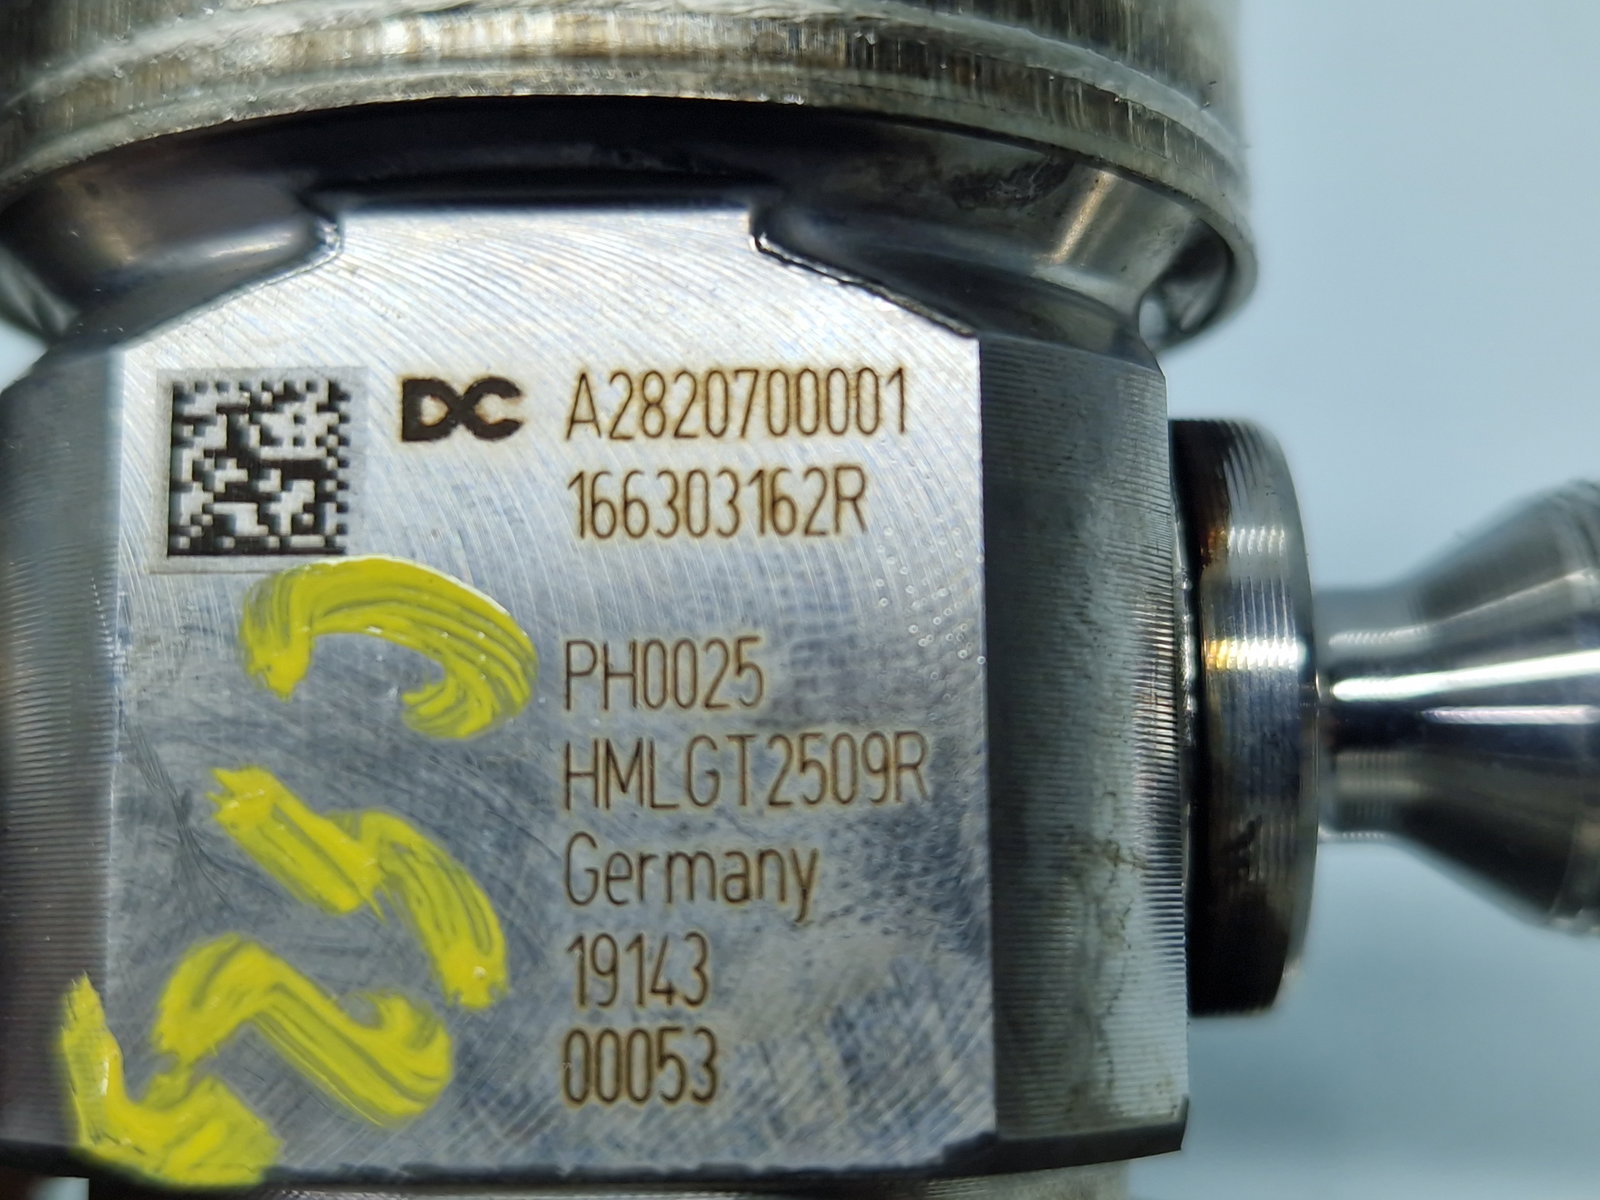 DC A2820700001
166303162R
PH0025
HMLGT2509R
Germany
19143
00053